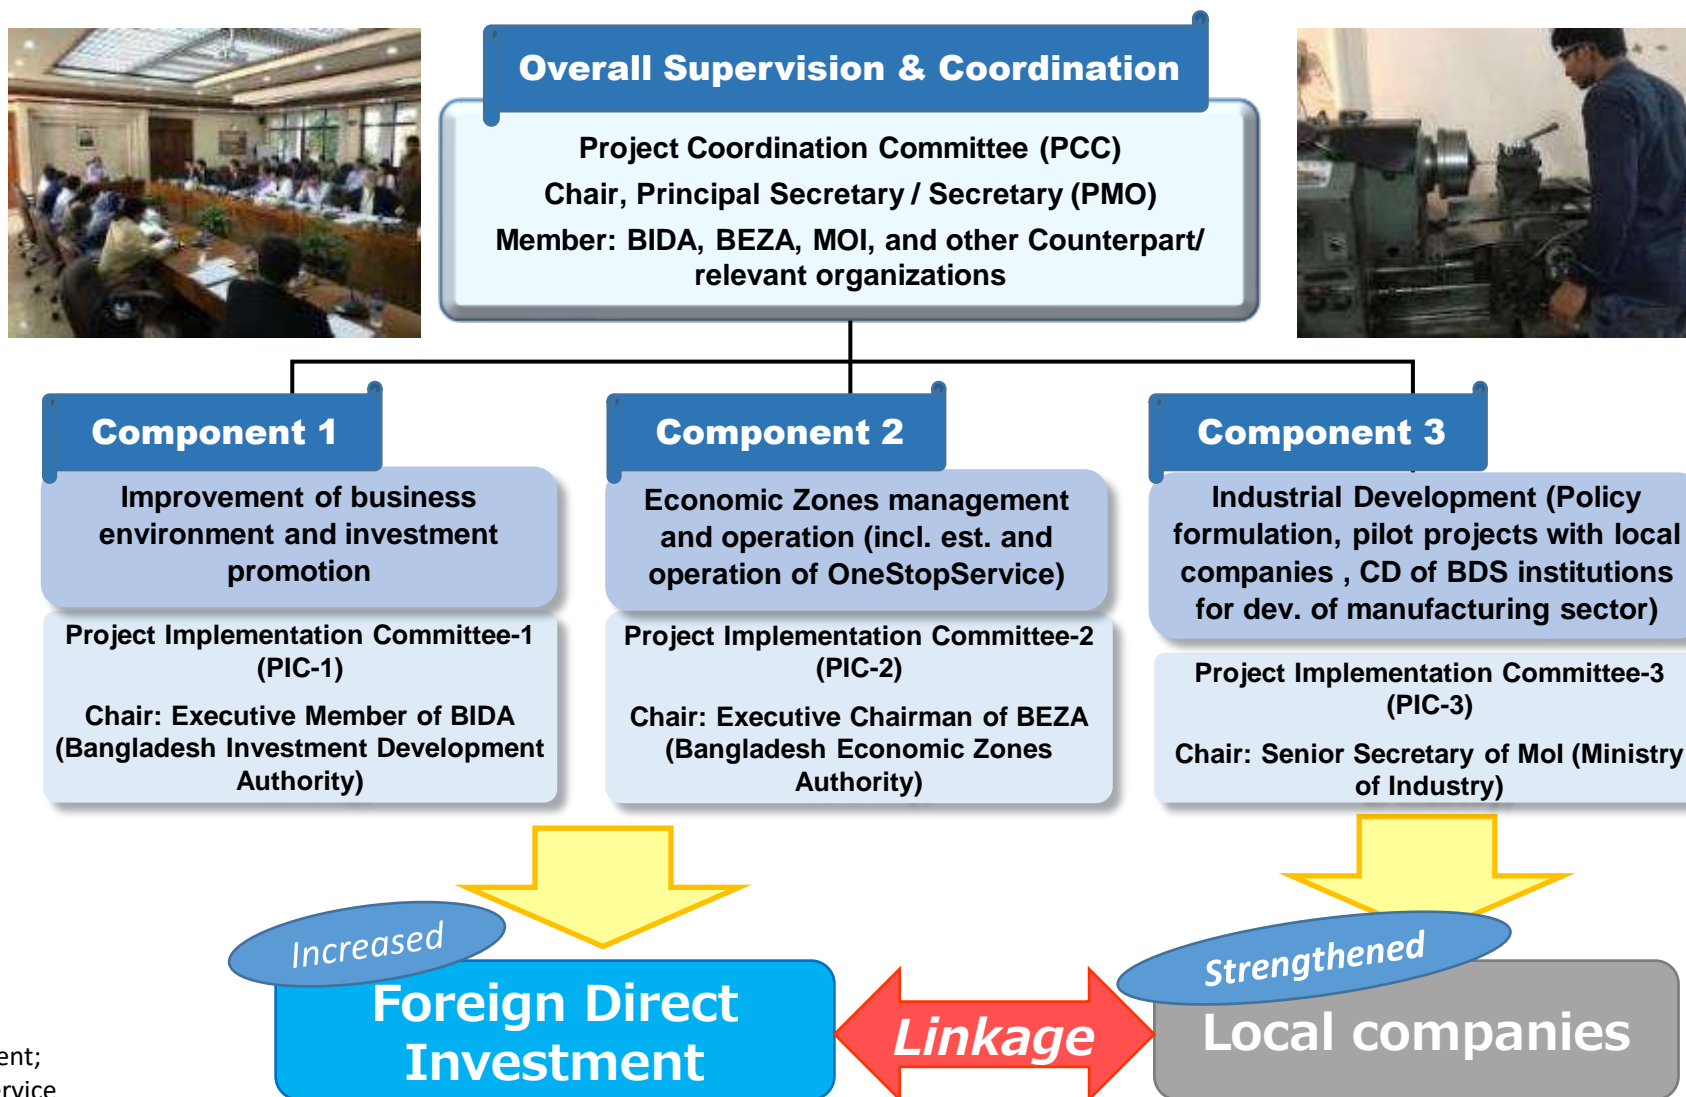 Overall Supervision & Coordination
Project Coordination Committee (PCC)
Chair, Principal Secretary / Secretary (PMO)
Member: BIDA, BEZA, MOI, and other Counterpart/
relevant organizations
Component 1
Improvement of business
environment and investment
promotion
Project Implementation Committee-1
(PIC-1)
Chair: Executive Member of BIDA
(Bangladesh Investment Development
Authority)
Component 2
Economic Zones management
and operation (incl. est. and
operation of OneStopService)
Project Implementation Committee-2
(PIC-2)
Chair: Executive Chairman of BEZA
(Bangladesh Economic Zones
Authority)
Component 3
Industrial Development (Policy
formulation, pilot projects with local
companies , CD of BDS institutions
for dev. of manufacturing sector)
Project Implementation Committee-3
(PIC-3)
Chair: Senior Secretary of MoI (Ministry
of Industry)
Increased
Foreign Direct
Investment
Linkage
Strengthened
Local companies
ent;
ervice